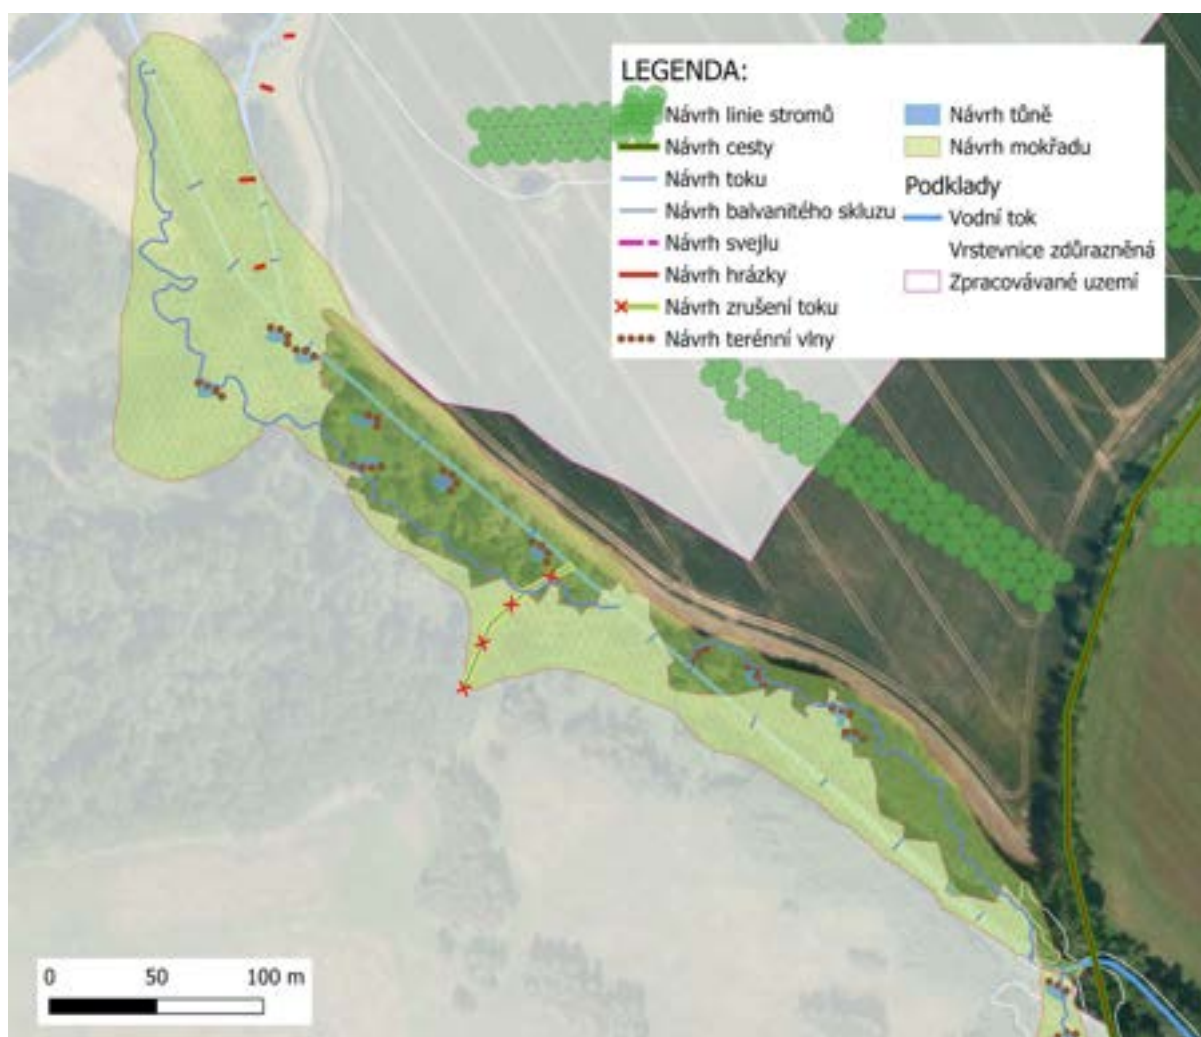 LEGENDA:
Návrh linie stromů
Návrh cesty
Návrh toku
Návrh balvanitého skluzu
Návrh svejlu
Návrh hrázky
Návrh zrušení toku
Návrh terénní vlny
Návrh tůně
Návrh mokřadu
Podklady
Vodní tok
Vrstevnice zdůrazněná
Zpracovávané uzemí
0 50 100 m